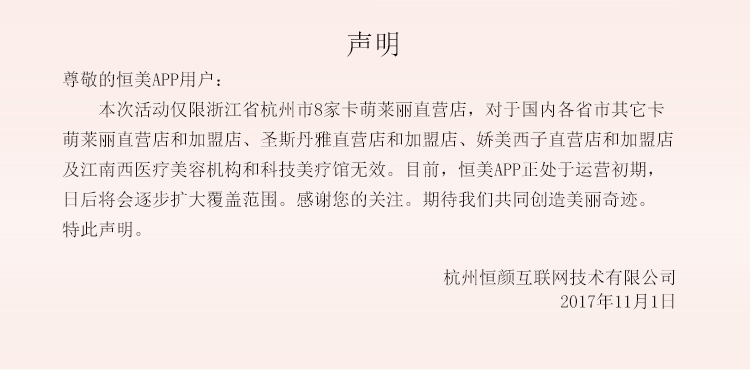 声明
尊敬的恒美APP用户：
本次活动仅限浙江省杭州市8家卡萌莱丽直营店，对于国内各省市其它卡
萌莱丽直营店和加盟店、圣斯丹雅直营店和加盟店、娇美西子直营店和加盟店
及江南西医疗美容机构和科技美疗馆无效。目前，恒美APP正处于运营初期，
日后将会逐步扩大覆盖范围。感谢您的关注。期待我们共同创造美丽奇迹。
特此声明。
杭州恒颜互联网技术有限公司
2017年11月1日